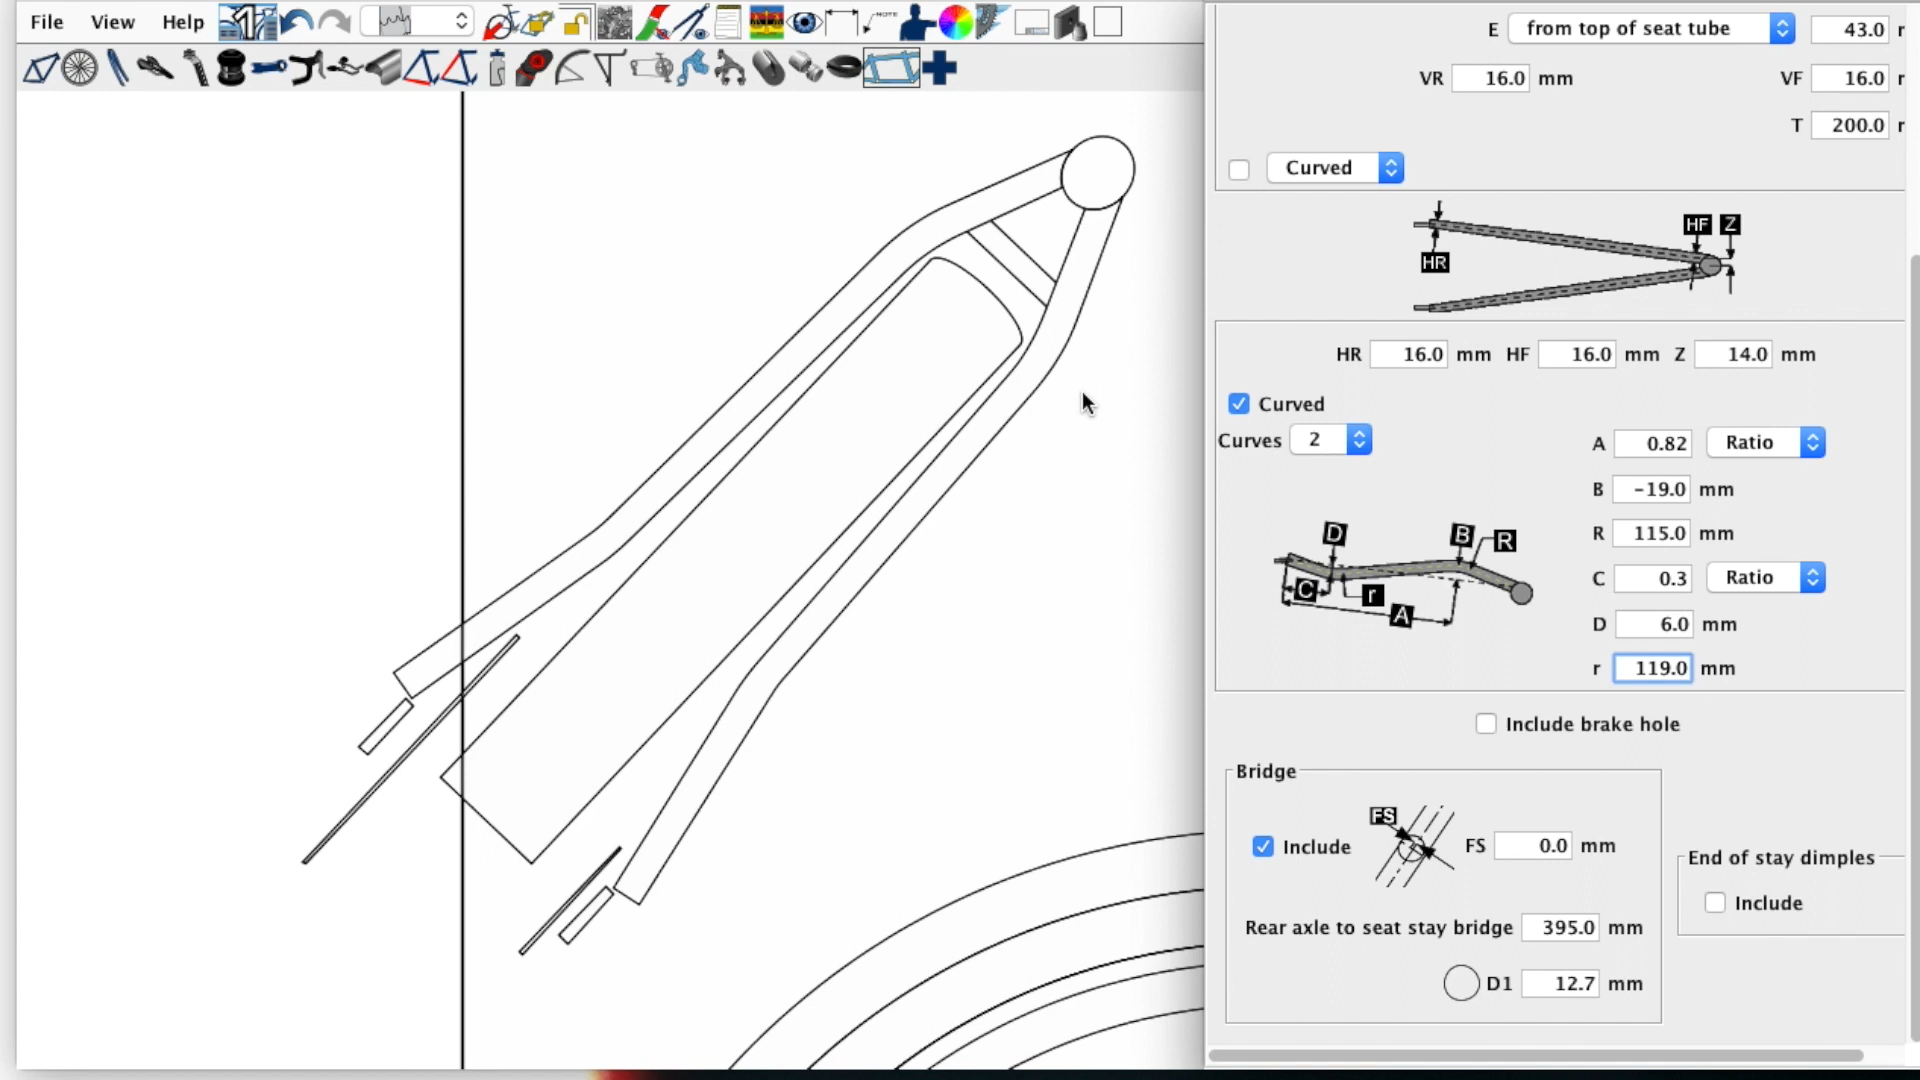 File View Help
NOTE
E from top of seat tube 43.0
VR 16.0 mm VF 16.0
T 200.0
Curved
HF Z
HR
HR 16.0 mm HF 16.0 mm Z 14.0 mm
Curved
Curves 2
A 0.82 Ratio
B -19.0 mm
R 115.0 mm
C 0.3 Ratio
D 6.0 mm
r 119.0 mm
D B R
C r A
Include brake hole
Bridge
FS
Include FS 0.0 mm
Rear axle to seat stay bridge 395.0 mm
D1 12.7 mm
End of stay dimples
Include